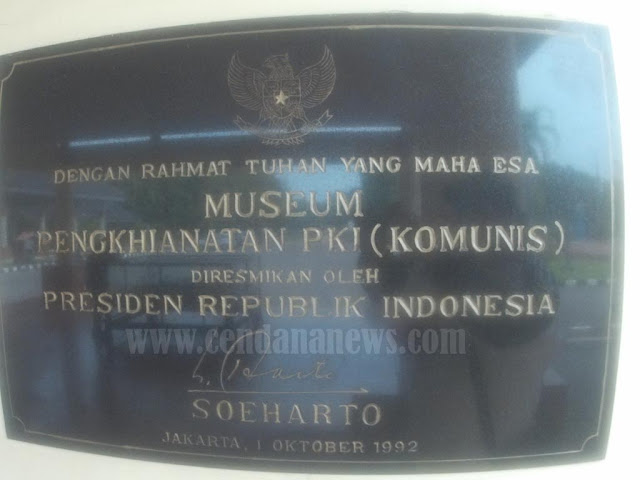 DENGAN RAHMAT TUHAN YANG MAHA ESA
MUSEUM
PENGKHIANATAN PKI (KOMUNIS)
DIRESMIKAN OLEH
PRESIDEN REPUBLIK INDONESIA
www.cendananews.com
SOEHARTO
JAKARTA, 1 OKTOBER 1992